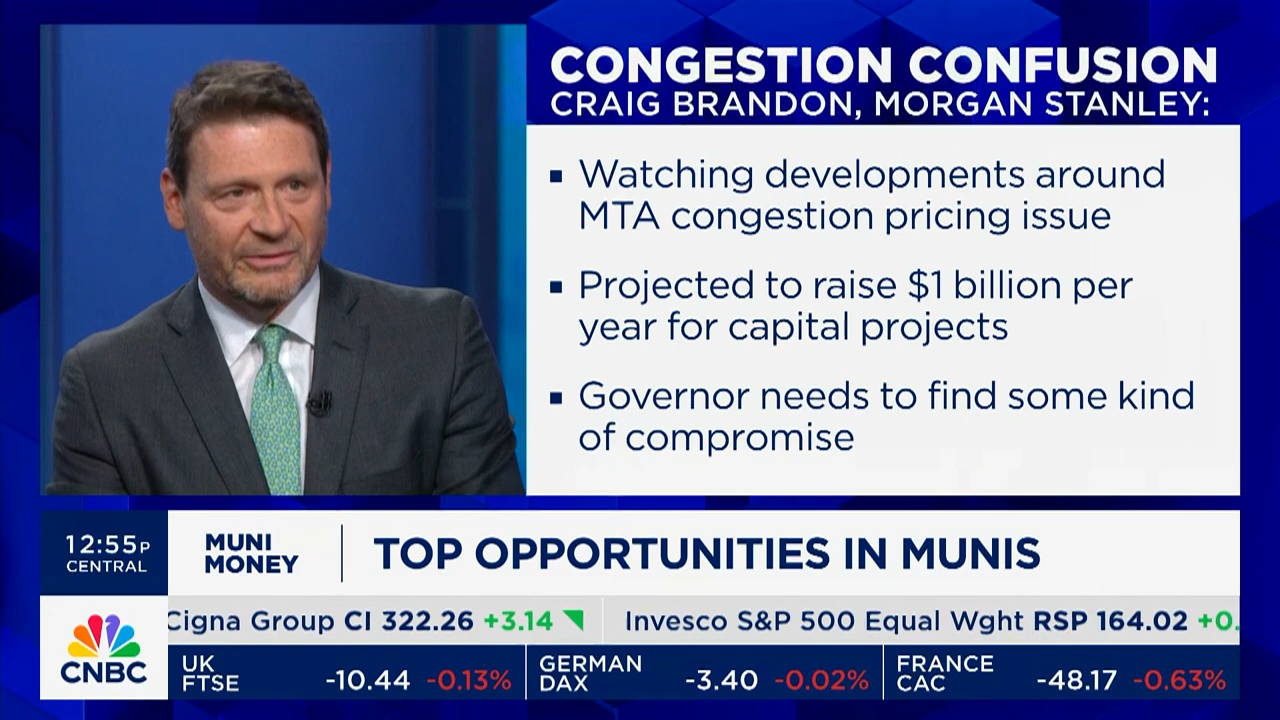 CONGESTION CONFUSION
CRAIG BRANDON, MORGAN STANLEY:
▪ Watching developments around
MTA congestion pricing issue
▪ Projected to raise $1 billion per
year for capital projects
▪ Governor needs to find some kind
of compromise
12:55P
CENTRAL
MUNI
MONEY
TOP OPPORTUNITIES IN MUNIS
Cigna Group CI 322.26 +3.14
Invesco S&P 500 Equal Wght RSP 164.02 +0.
CNBC
UK
FTSE
-10.44 -0.13%
GERMAN
DAX
-3.40 -0.02%
FRANCE
CAC
-48.17 -0.63%